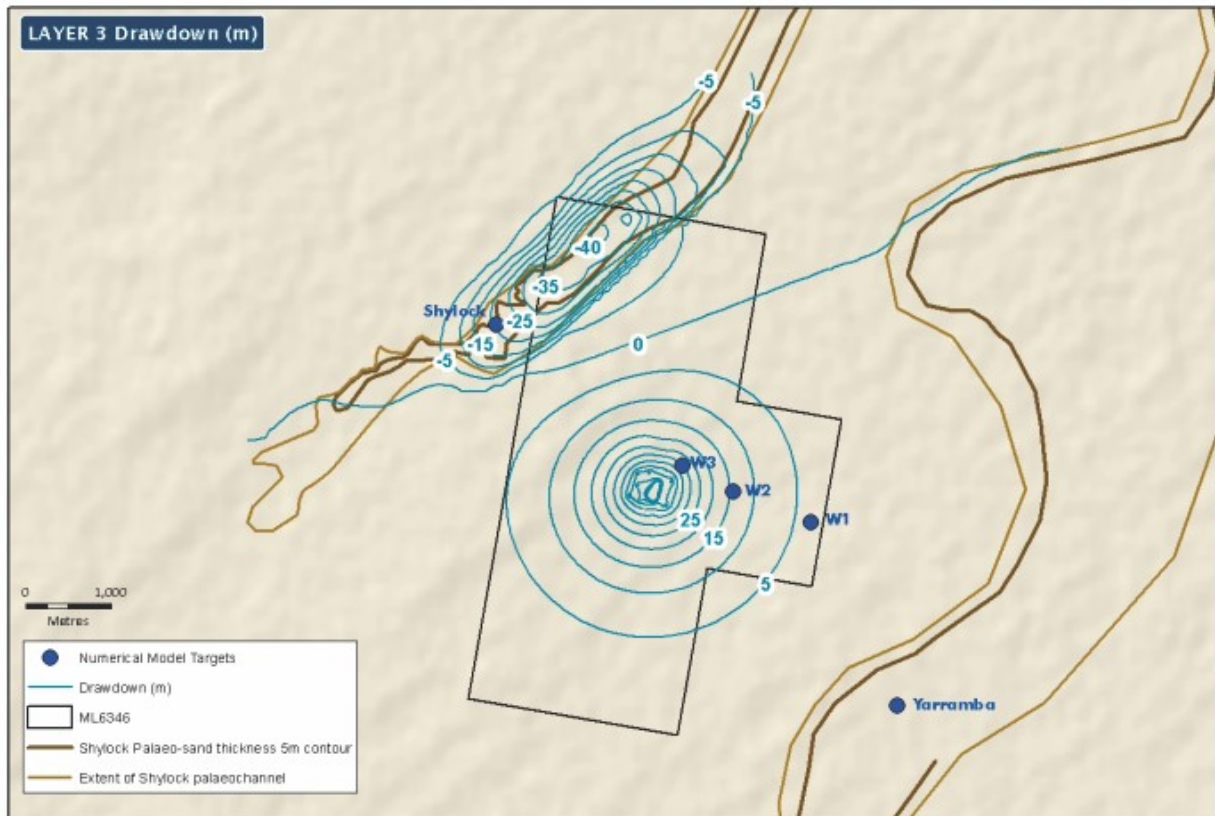 LAYER 3 Drawdown (m)
-5
-5
-40
-35
Shylock
-25
-15
-5
0
W3
W2
25
W1
15
5
0 1,000
Metres
Numerical Model Targets
Drawdown (m)
ML6346
Shylock Palaeo-sand thickness 5m contour
Extent of Shylock palaeochannel
Yarramba